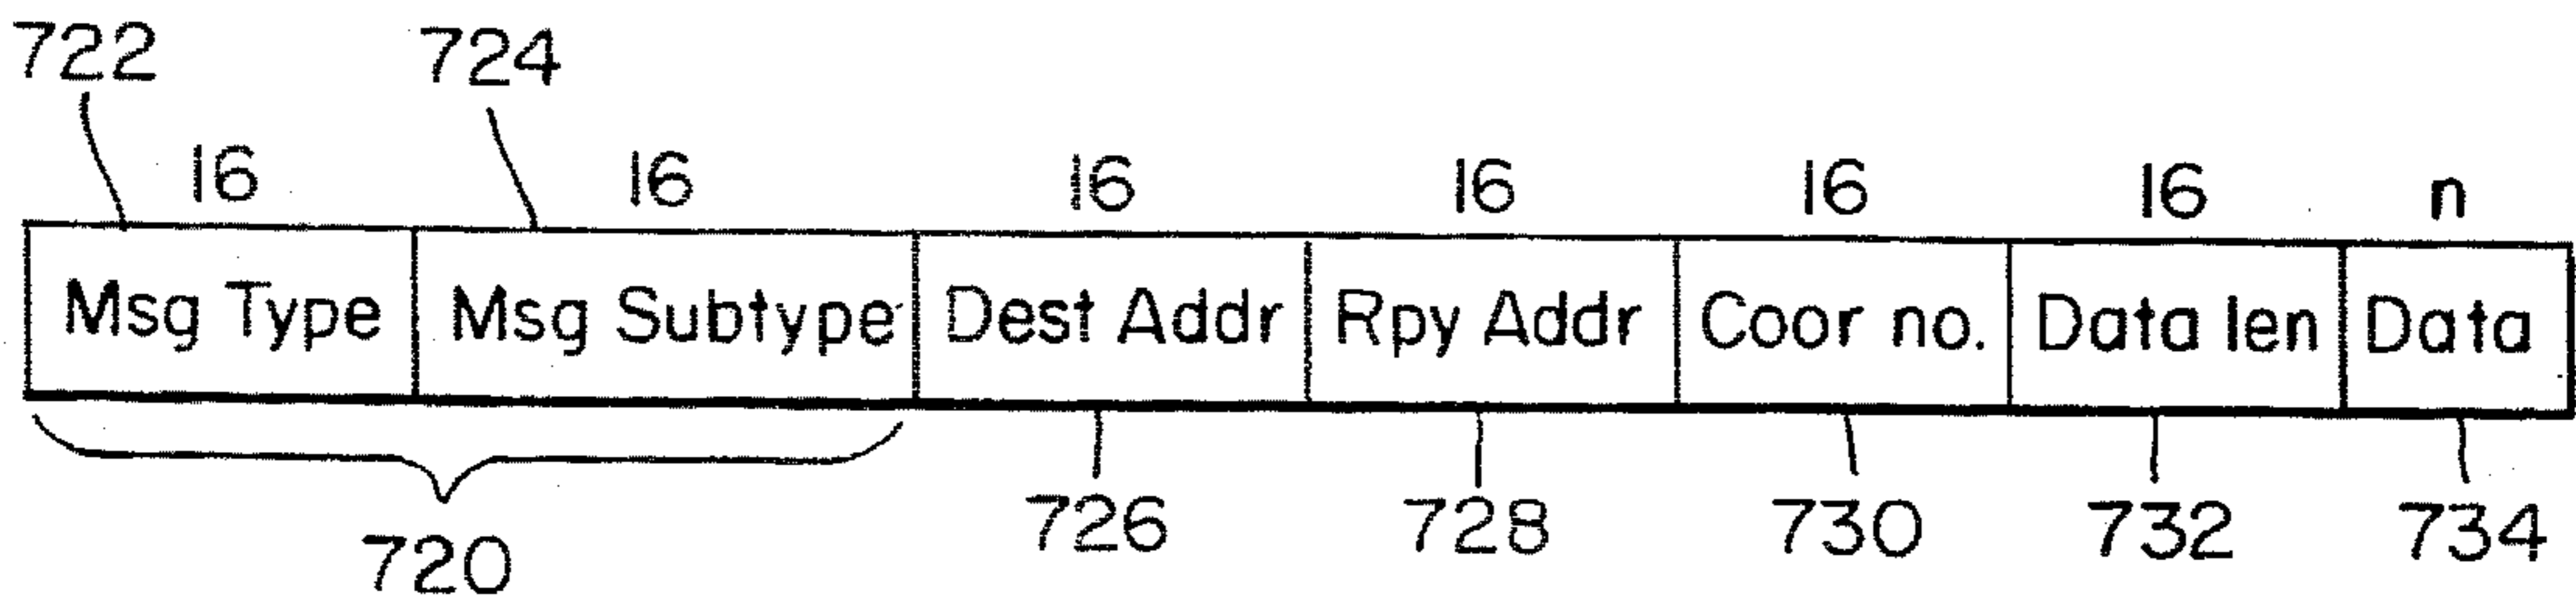 722 724
16 16 16 16 16 16 n
Msg Type Msg Subtype Dest Addr Rpy Addr Coor no. Data len Data
726 728 730 732 734
720